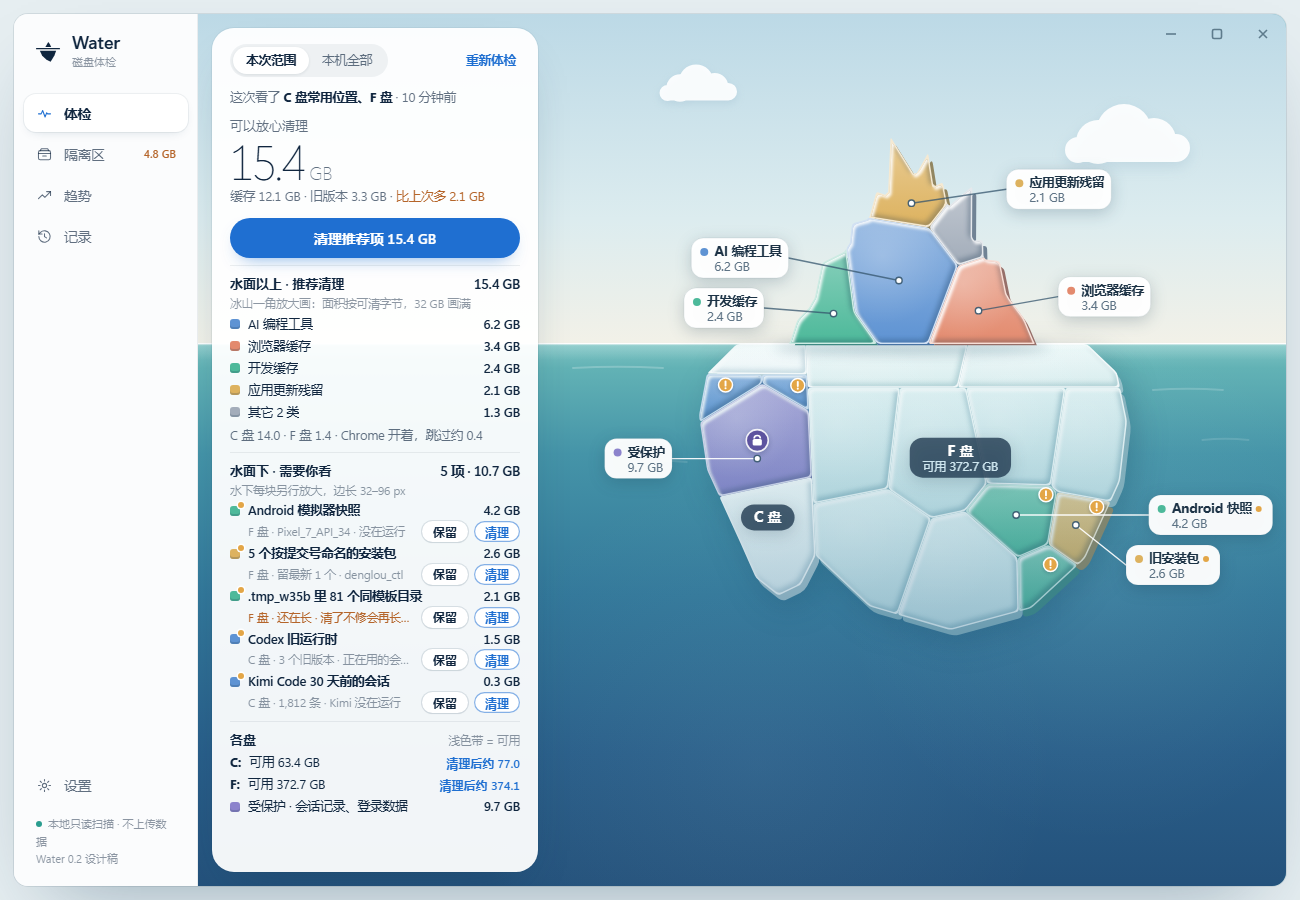 Water
磁盘体检
体检
隔离区 4.8 GB
趋势
记录
设置
本地只读扫描 · 不上传数
据
Water 0.2 设计稿
本次范围 本机全部 重新体检
这次看了 C 盘常用位置、F 盘 · 10 分钟前
可以放心清理
15.4 GB
缓存 12.1 GB · 旧版本 3.3 GB · 比上次多 2.1 GB
清理推荐项 15.4 GB
水面以上 · 推荐清理 15.4 GB
冰山一角放大画：面积按可清字节，32 GB 画满
AI 编程工具 6.2 GB
浏览器缓存 3.4 GB
开发缓存 2.4 GB
应用更新残留 2.1 GB
其它 2 类 1.3 GB
C 盘 14.0 · F 盘 1.4 · Chrome 开着，跳过约 0.4
水面下 · 需要你看 5 项 · 10.7 GB
水下每块另行放大，边长 32–96 px
Android 模拟器快照 4.2 GB
F 盘 · Pixel_7_API_34 · 没在运行 保留 清理
5 个按提交号命名的安装包 2.6 GB
F 盘 · 留最新 1 个 · denglou_ctl 保留 清理
.tmp_w35b 里 81 个同模板目录 2.1 GB
F 盘 · 还在长 · 清了不修会再长... 保留 清理
Codex 旧运行时 1.5 GB
C 盘 · 3 个旧版本 · 正在用的会... 保留 清理
Kimi Code 30 天前的会话 0.3 GB
C 盘 · 1,812 条 · Kimi 没在运行 保留 清理
各盘 浅色带 = 可用
C: 可用 63.4 GB 清理后约 77.0
F: 可用 372.7 GB 清理后约 374.1
受保护 · 会话记录、登录数据 9.7 GB
应用更新残留
2.1 GB
AI 编程工具
6.2 GB
开发缓存
2.4 GB
浏览器缓存
3.4 GB
受保护
9.7 GB
F 盘
可用 372.7 GB
C 盘
Android 快照
4.2 GB
旧安装包
2.6 GB